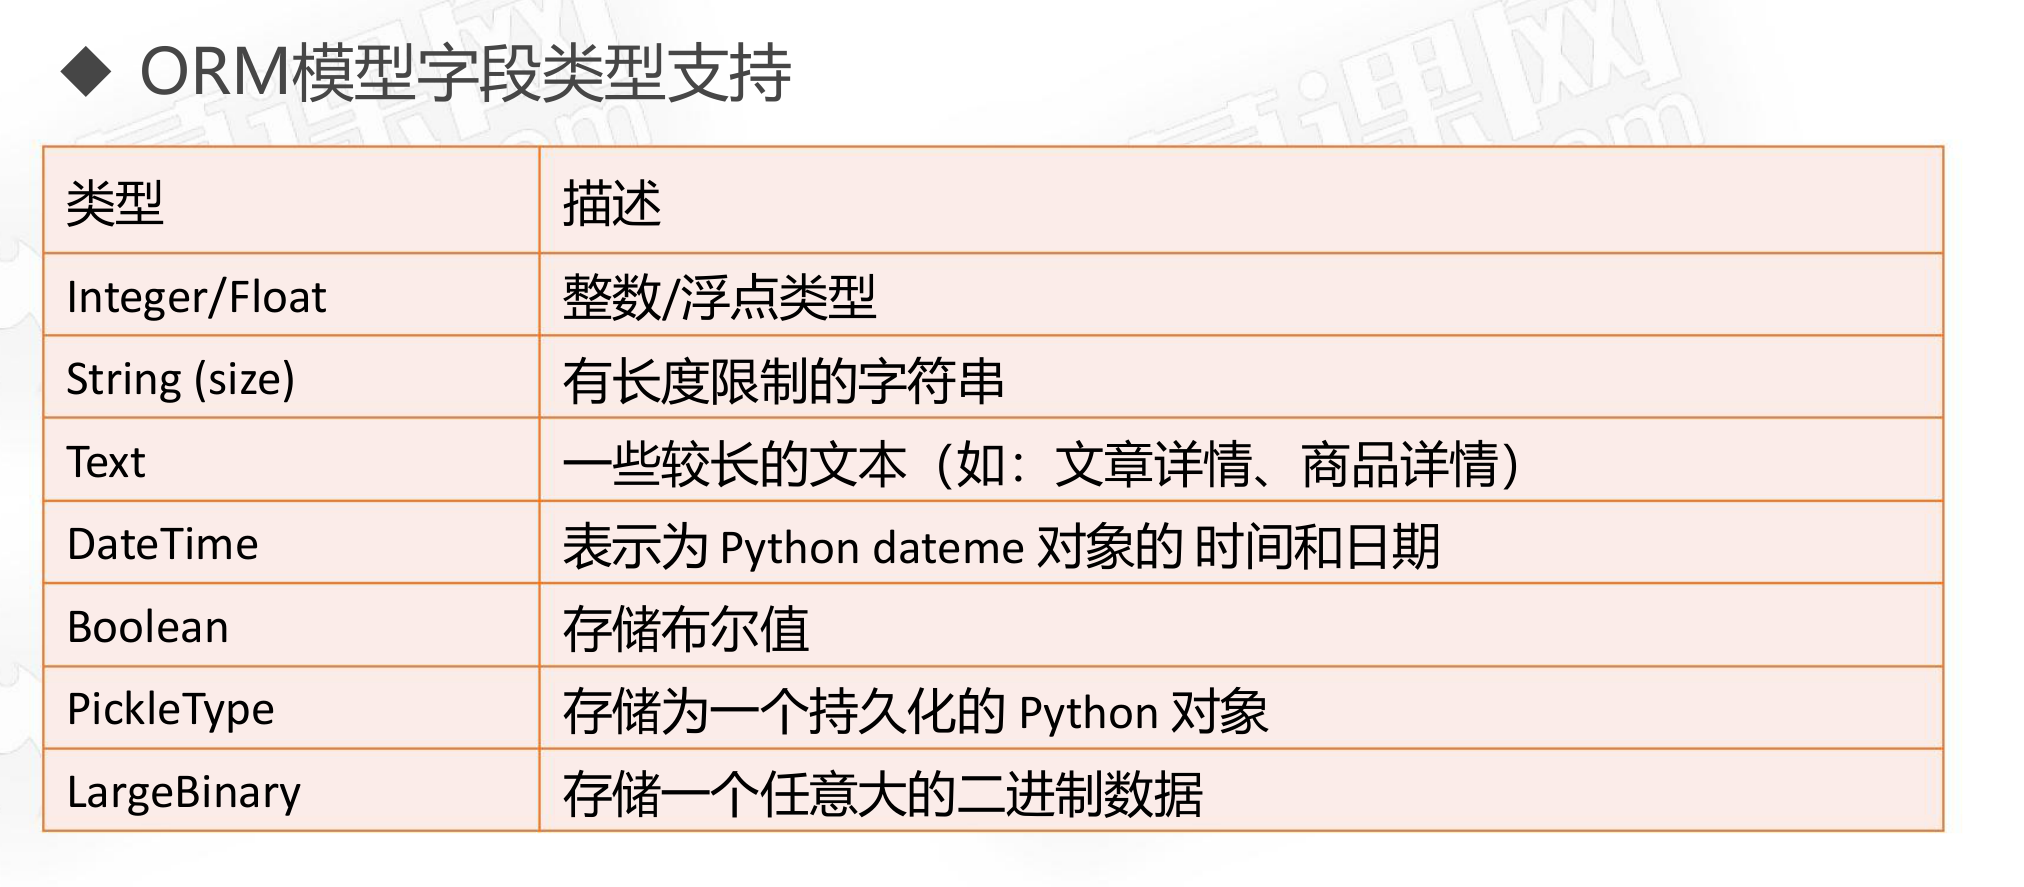 ◆ ORM模型字段类型支持
类型 描述
Integer/Float 整数/浮点类型
String (size) 有长度限制的字符串
Text 一些较长的文本（如：文章详情、商品详情）
DateTime 表示为 Python dateme 对象的 时间和日期
Boolean 存储布尔值
PickleType 存储为一个持久化的 Python 对象
LargeBinary 存储一个任意大的二进制数据